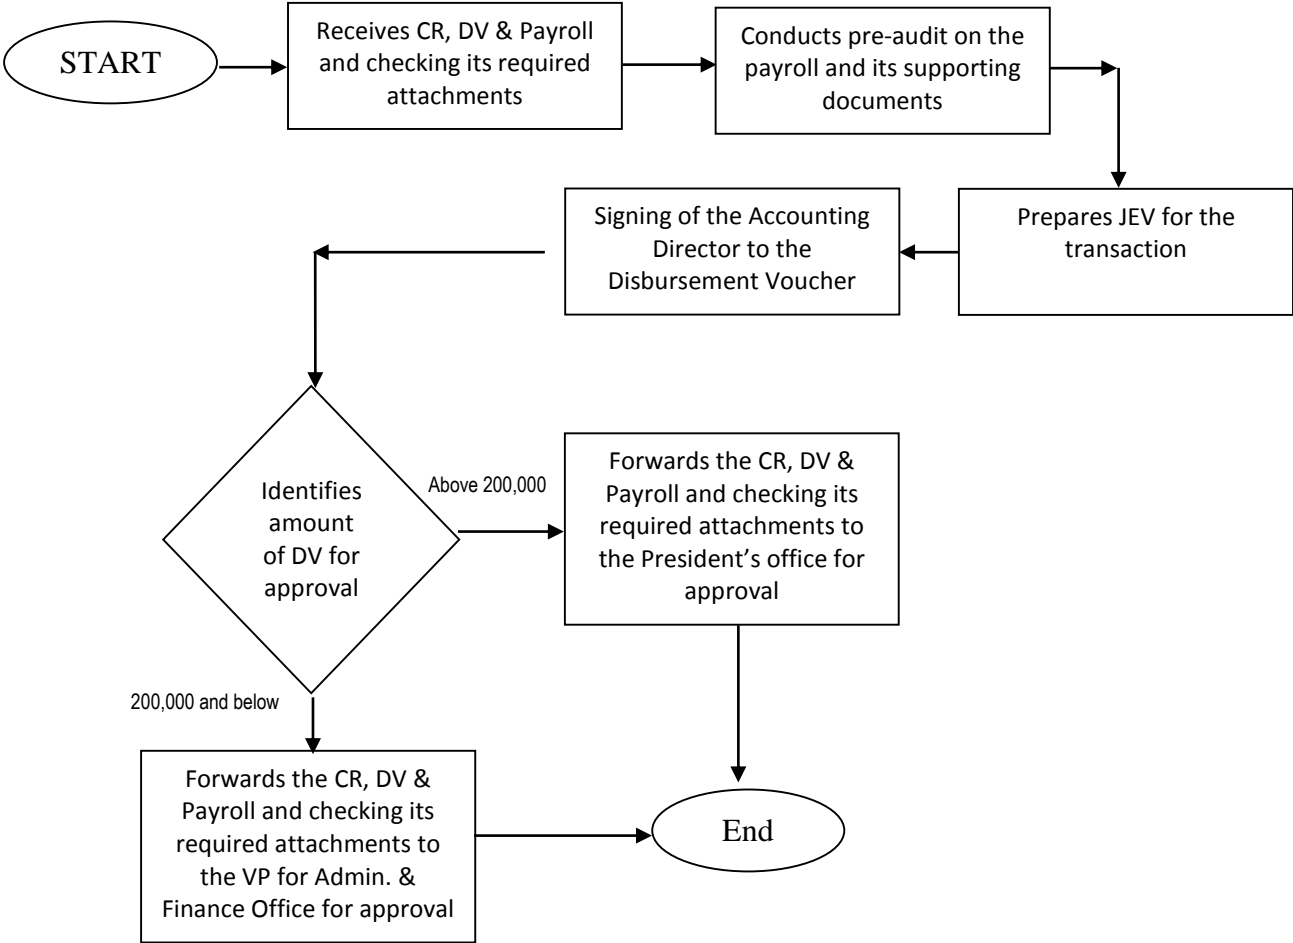 START
Receives CR, DV & Payroll
and checking its required
attachments
Conducts pre-audit on the
payroll and its supporting
documents
Prepares JEV for the
transaction
Signing of the Accounting
Director to the
Disbursement Voucher
Identifies
amount
of DV for
approval
Above 200,000
Forwards the CR, DV &
Payroll and checking its
required attachments to
the President’s office for
approval
200,000 and below
Forwards the CR, DV &
Payroll and checking its
required attachments to
the VP for Admin. &
Finance Office for approval
End